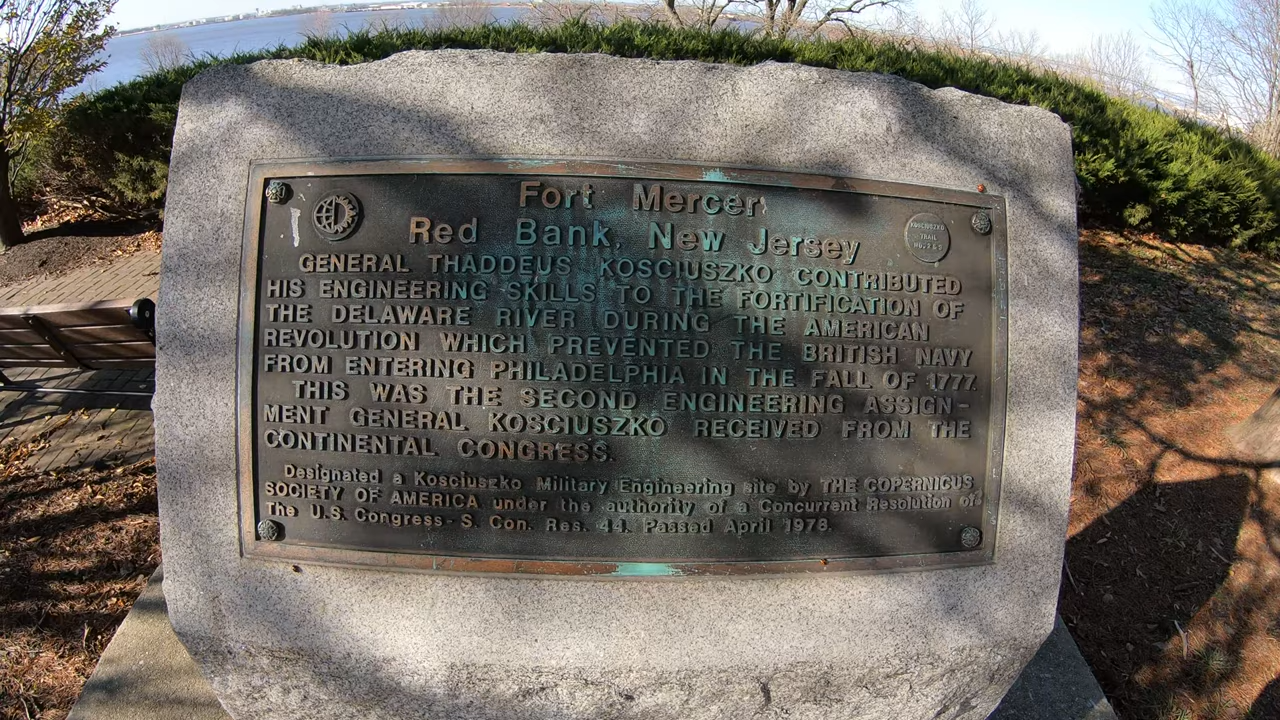 Fort Mercer
Red Bank, New Jersey
KOSCIUSZKO
TRAIL
GENERAL THADDEUS KOSCIUSZKO CONTRIBUTED
HIS ENGINEERING SKILLS TO THE FORTIFICATION OF
THE DELAWARE RIVER DURING THE AMERICAN
REVOLUTION WHICH PREVENTED THE BRITISH NAVY
FROM ENTERING PHILADELPHIA IN THE FALL OF 1777.
THIS WAS THE SECOND ENGINEERING ASSIGN-
MENT GENERAL KOSCIUSZKO RECEIVED FROM THE
CONTINENTAL CONGRESS.
Designated a Kosciuszko Military Engineering site by THE COPERNICUS
SOCIETY OF AMERICA under the authority of a Concurrent Resolution of
The U.S. Congress - S. Con. Res. 44. Passed April 1978.